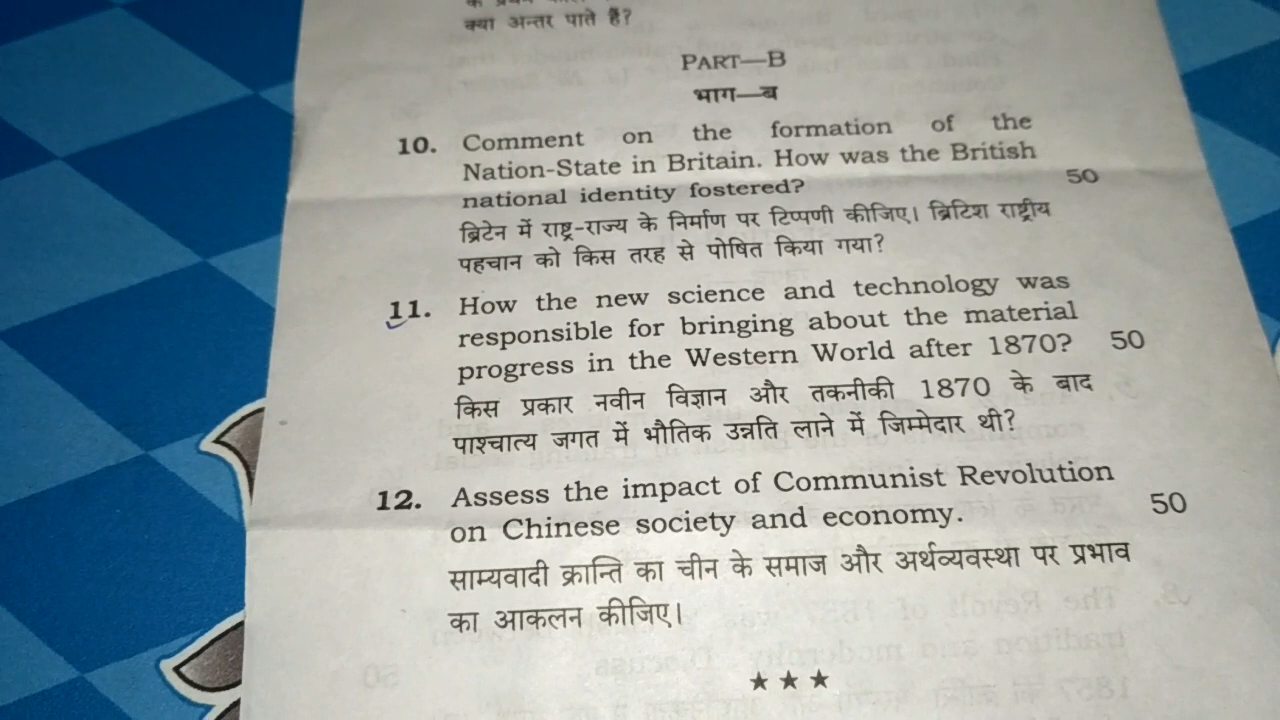 क्या अन्तर पाते हैं?
PART—B
भाग—ब
10. Comment on the formation of the
Nation-State in Britain. How was the British
national identity fostered? 50
ब्रिटेन में राष्ट्र-राज्य के निर्माण पर टिप्पणी कीजिए। ब्रिटिश राष्ट्रीय
पहचान को किस तरह से पोषित किया गया?
11. How the new science and technology was
responsible for bringing about the material
progress in the Western World after 1870? 50
किस प्रकार नवीन विज्ञान और तकनीकी 1870 के बाद
पाश्चात्य जगत में भौतिक उन्नति लाने में जिम्मेदार थी?
12. Assess the impact of Communist Revolution
on Chinese society and economy. 50
साम्यवादी क्रान्ति का चीन के समाज और अर्थव्यवस्था पर प्रभाव
का आकलन कीजिए।
★ ★ ★